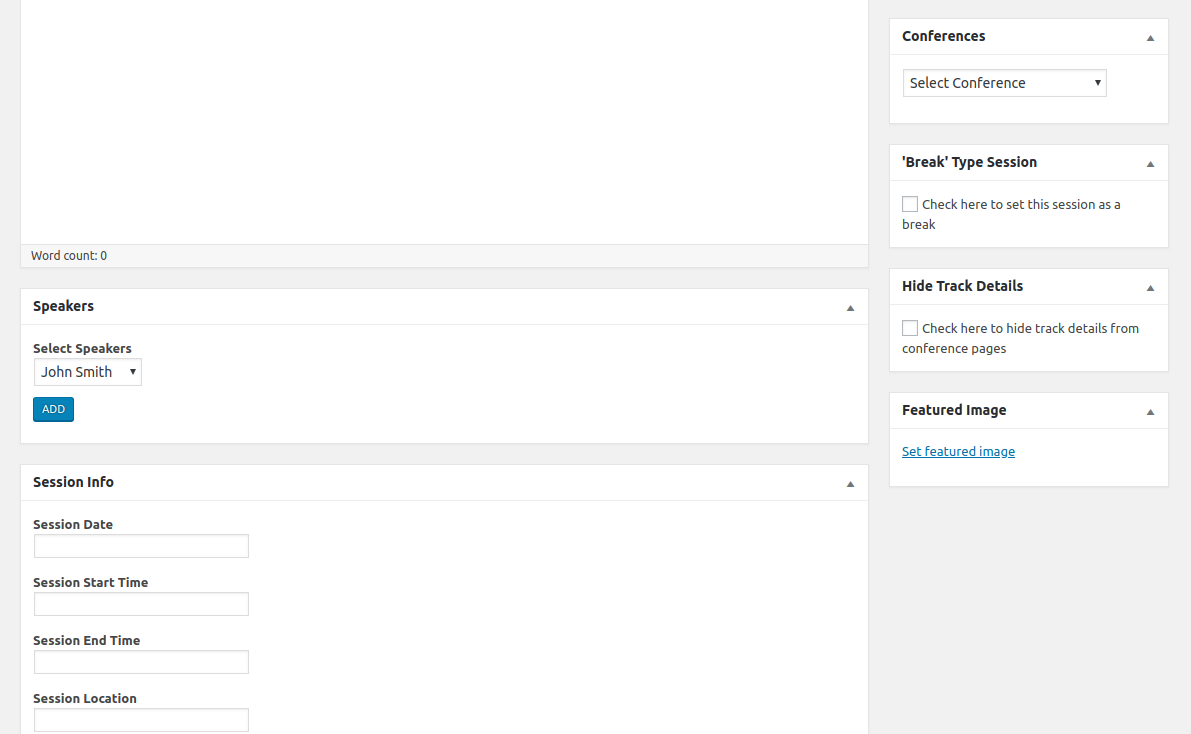 Word count: 0
Speakers
Select Speakers
John Smith
ADD
Session Info
Session Date
Session Start Time
Session End Time
Session Location
Conferences
Select Conference
'Break' Type Session
Check here to set this session as a
break
Hide Track Details
Check here to hide track details from
conference pages
Featured Image
Set featured image